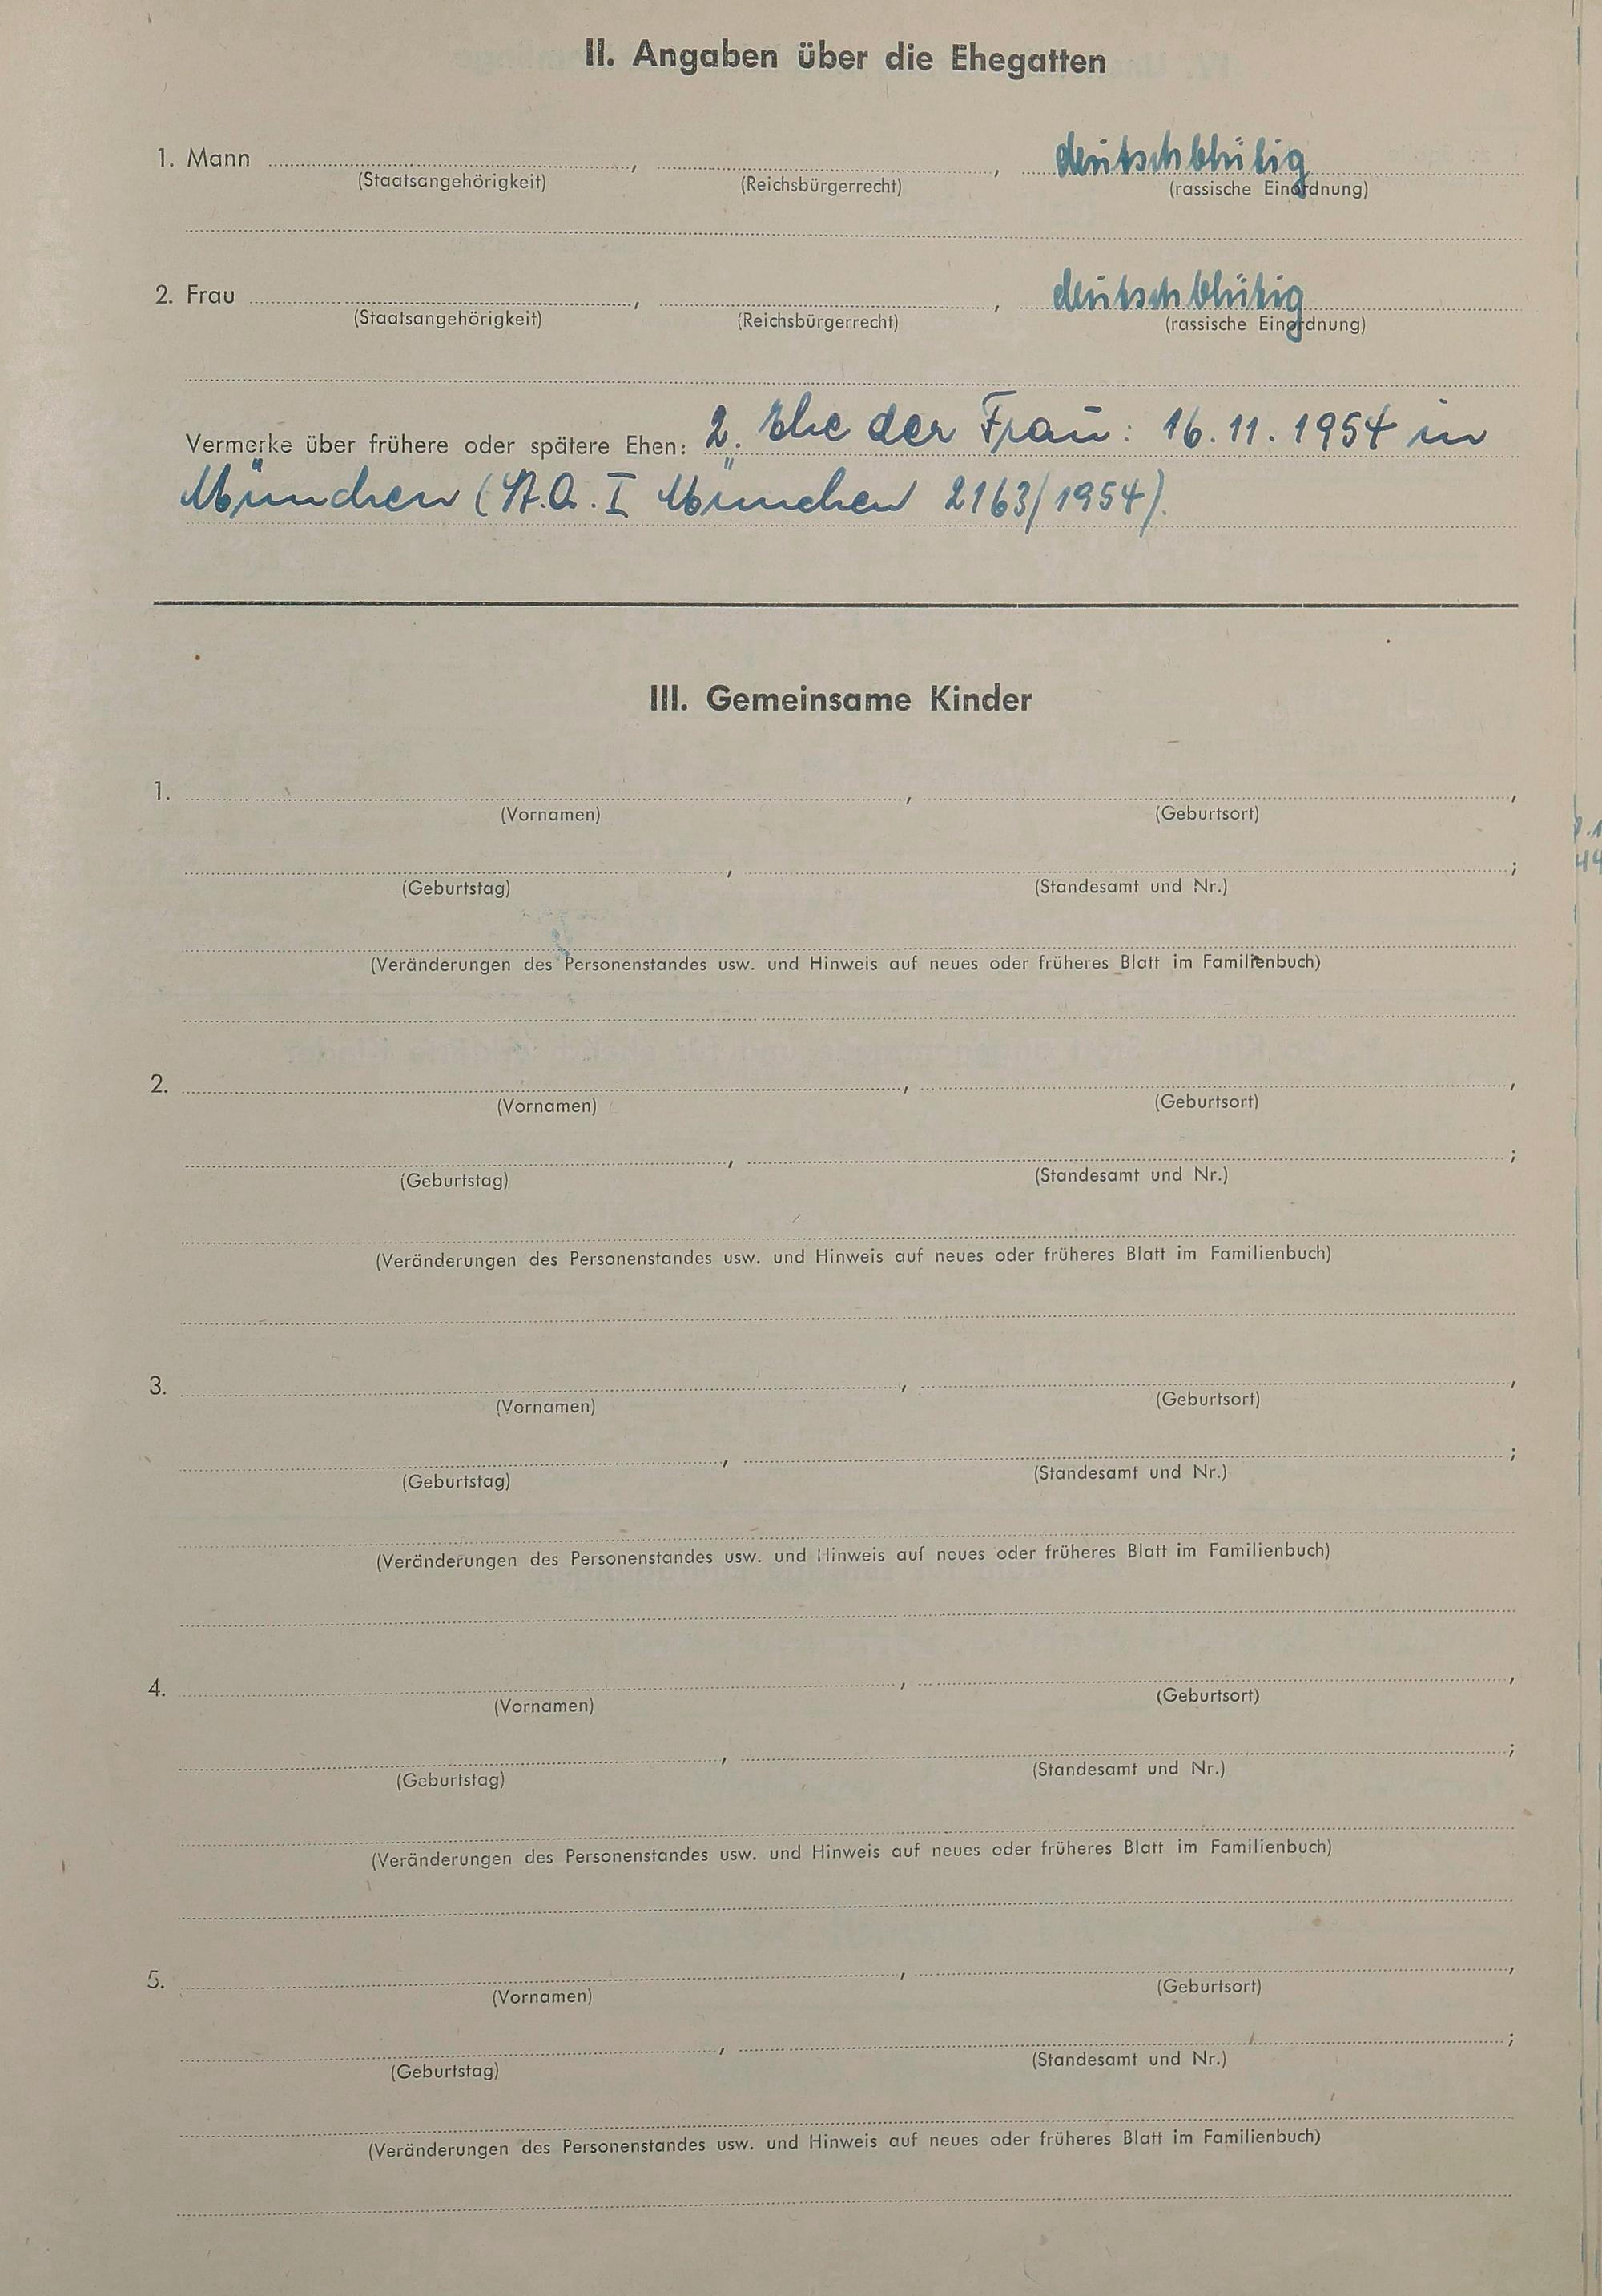 II. Angaben über die Ehegatten
1. Mann , , deutschblütig
(Staatsangehörigkeit) (Reichsbürgerrecht) (rassische Einordnung)
2. Frau , , deutschblütig
(Staatsangehörigkeit) (Reichsbürgerrecht) (rassische Einordnung)
Vermerke über frühere oder spätere Ehen: 2. Ehe der Frau: 16.11.1954 in
München (St.A. I München 2163/1954).
III. Gemeinsame Kinder
1. , ,
(Vornamen) (Geburtsort)
, ;
(Geburtstag) (Standesamt und Nr.)
(Veränderungen des Personenstandes usw. und Hinweis auf neues oder früheres Blatt im Familienbuch)
2. , ,
(Vornamen) (Geburtsort)
, ;
(Geburtstag) (Standesamt und Nr.)
(Veränderungen des Personenstandes usw. und Hinweis auf neues oder früheres Blatt im Familienbuch)
3. , ,
(Vornamen) (Geburtsort)
, ;
(Geburtstag) (Standesamt und Nr.)
(Veränderungen des Personenstandes usw. und Hinweis auf neues oder früheres Blatt im Familienbuch)
4. , ,
(Vornamen) (Geburtsort)
, ;
(Geburtstag) (Standesamt und Nr.)
(Veränderungen des Personenstandes usw. und Hinweis auf neues oder früheres Blatt im Familienbuch)
5. , ,
(Vornamen) (Geburtsort)
, ;
(Geburtstag) (Standesamt und Nr.)
(Veränderungen des Personenstandes usw. und Hinweis auf neues oder früheres Blatt im Familienbuch)